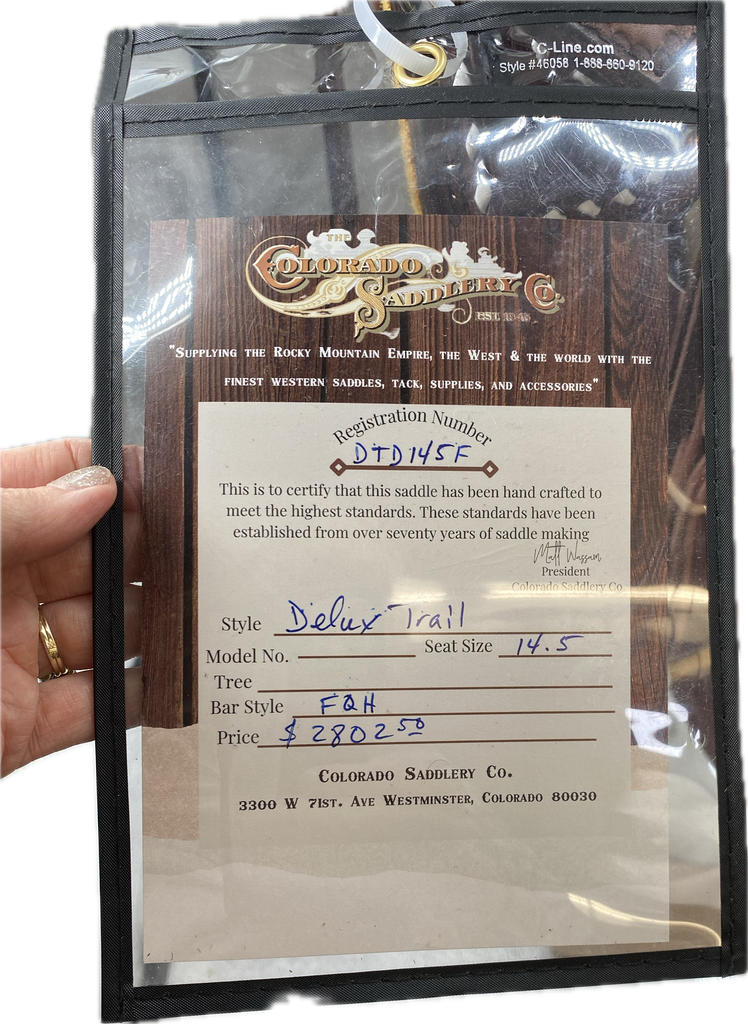 C-Line.com
Style #46058 1-888-860-9120
THE
COLORADO
SADDLERY CO.
EST. 1945
"SUPPLYING THE ROCKY MOUNTAIN EMPIRE, THE WEST & THE WORLD WITH THE
FINEST WESTERN SADDLES, TACK, SUPPLIES, AND ACCESSORIES"
Registration Number
DTD145F
This is to certify that this saddle has been hand crafted to
meet the highest standards. These standards have been
established from over seventy years of saddle making
Matt Wassam
President
Colorado Saddlery Co
Style Delux Trail
Model No. Seat Size 14.5
Tree
Bar Style FQH
Price $ 2802 50
COLORADO SADDLERY CO.
3300 W 71ST. AVE WESTMINSTER, COLORADO 80030